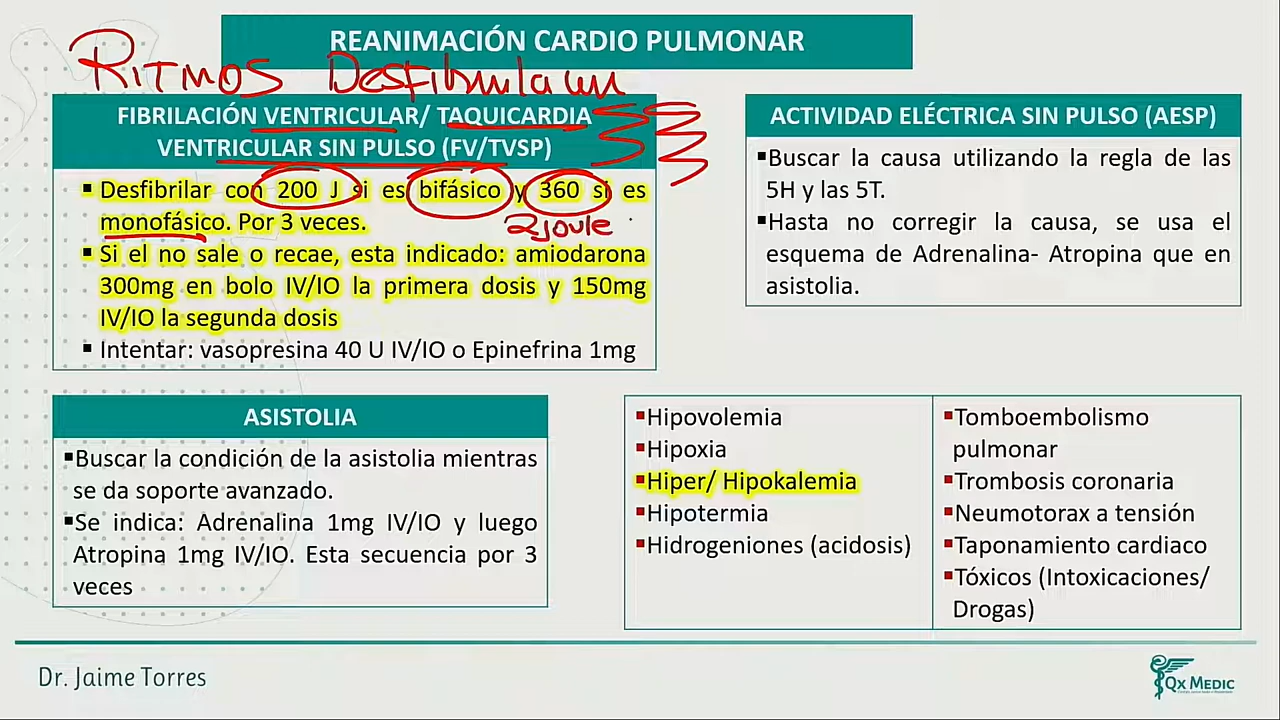 REANIMACIÓN CARDIO PULMONAR
RITMOS Desfibrilacion
FIBRILACIÓN VENTRICULAR/ TAQUICARDIA
VENTRICULAR SIN PULSO (FV/TVSP)
▪ Desfibrilar con 200 J si es bifásico y 360 si es
monofásico. Por 3 veces.
2 joule
▪ Si el no sale o recae, esta indicado: amiodarona
300mg en bolo IV/IO la primera dosis y 150mg
IV/IO la segunda dosis
▪ Intentar: vasopresina 40 U IV/IO o Epinefrina 1mg
ACTIVIDAD ELÉCTRICA SIN PULSO (AESP)
▪Buscar la causa utilizando la regla de las
5H y las 5T.
▪Hasta no corregir la causa, se usa el
esquema de Adrenalina- Atropina que en
asistolia.
ASISTOLIA
▪Buscar la condición de la asistolia mientras
se da soporte avanzado.
▪Se indica: Adrenalina 1mg IV/IO y luego
Atropina 1mg IV/IO. Esta secuencia por 3
veces
▪Hipovolemia
▪Hipoxia
▪Hiper/ Hipokalemia
▪Hipotermia
▪Hidrogeniones (acidosis)
▪Tomboembolismo
pulmonar
▪Trombosis coronaria
▪Neumotorax a tensión
▪Taponamiento cardiaco
▪Tóxicos (Intoxicaciones/
Drogas)
Dr. Jaime Torres
Qx MEDIC